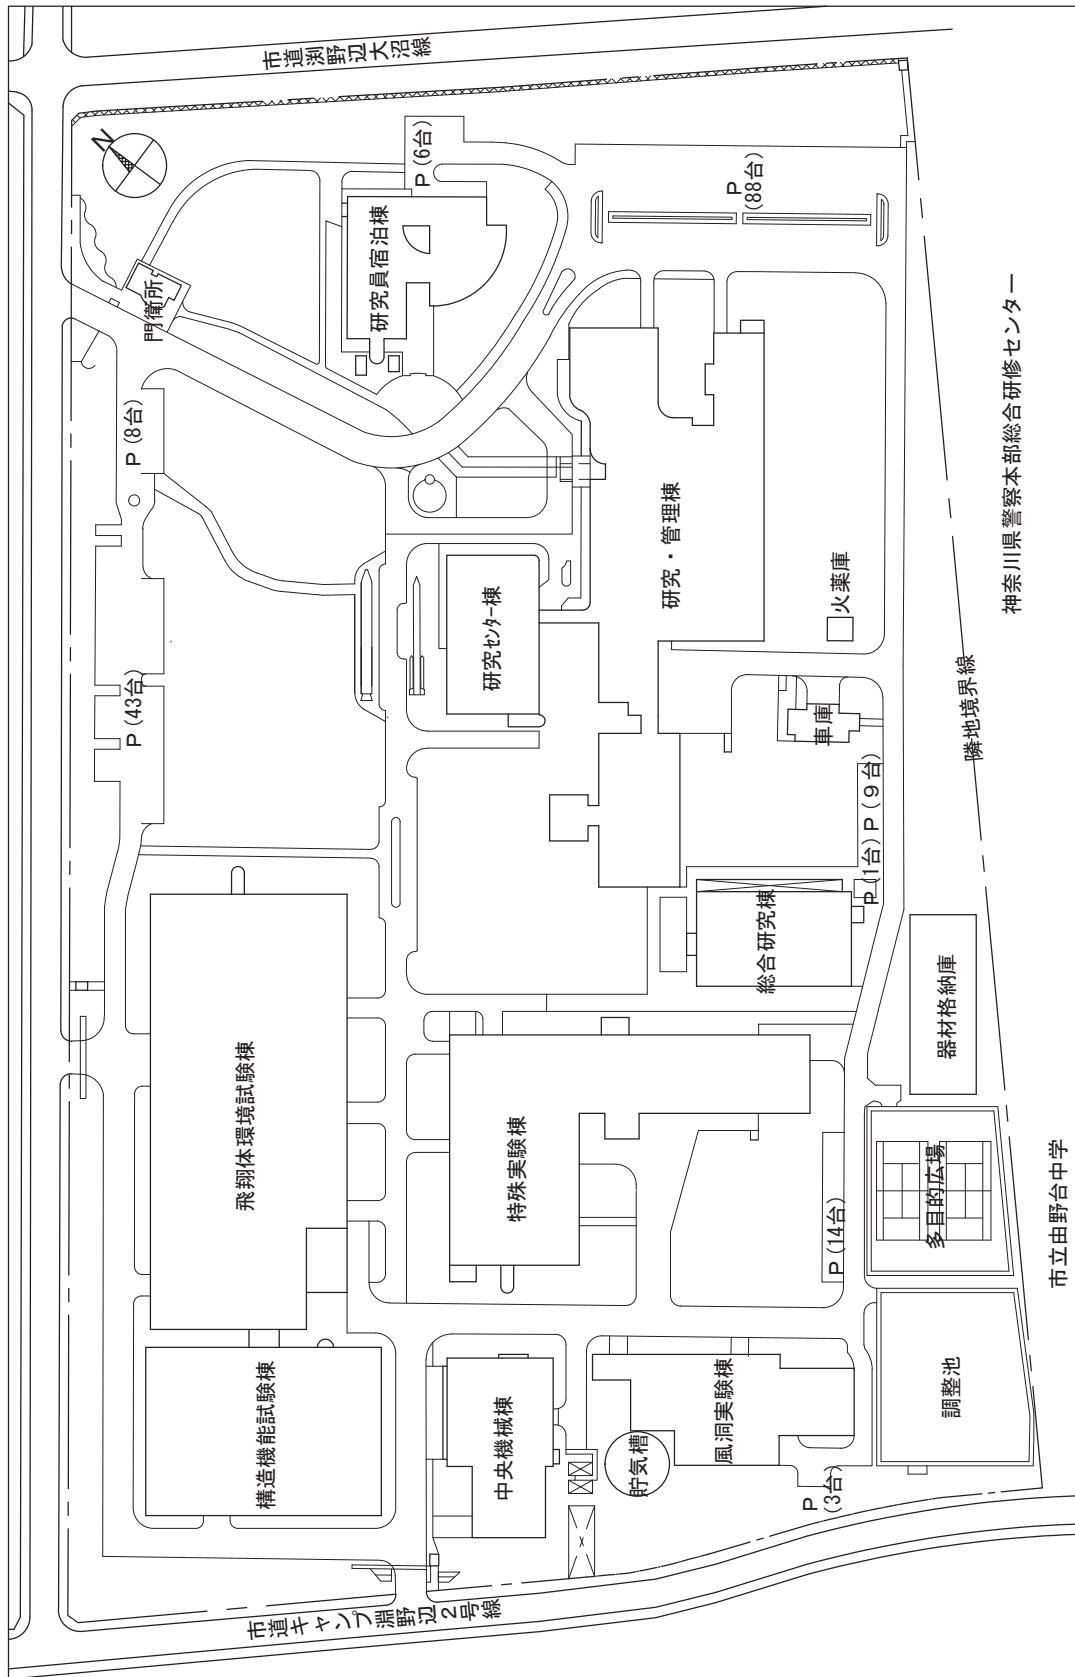 市道渕野辺大沼線
N
門衛所
研究員宿泊棟
P (6台)
P
(88台)
P (8台)
P (43台)
研究ｾﾝﾀｰ棟
研究・管理棟
火薬庫
車庫
P (9台)
P (1台)
総合研究棟
神奈川県警察本部総合研修センター
隣地境界線
飛翔体環境試験棟
特殊実験棟
器材格納庫
多目的広場
P (14台)
市立由野台中学
構造機能試験棟
中央機械棟
貯気槽
風洞実験棟
P
(3台)
調整池
市道キャンプ淵野辺2号線